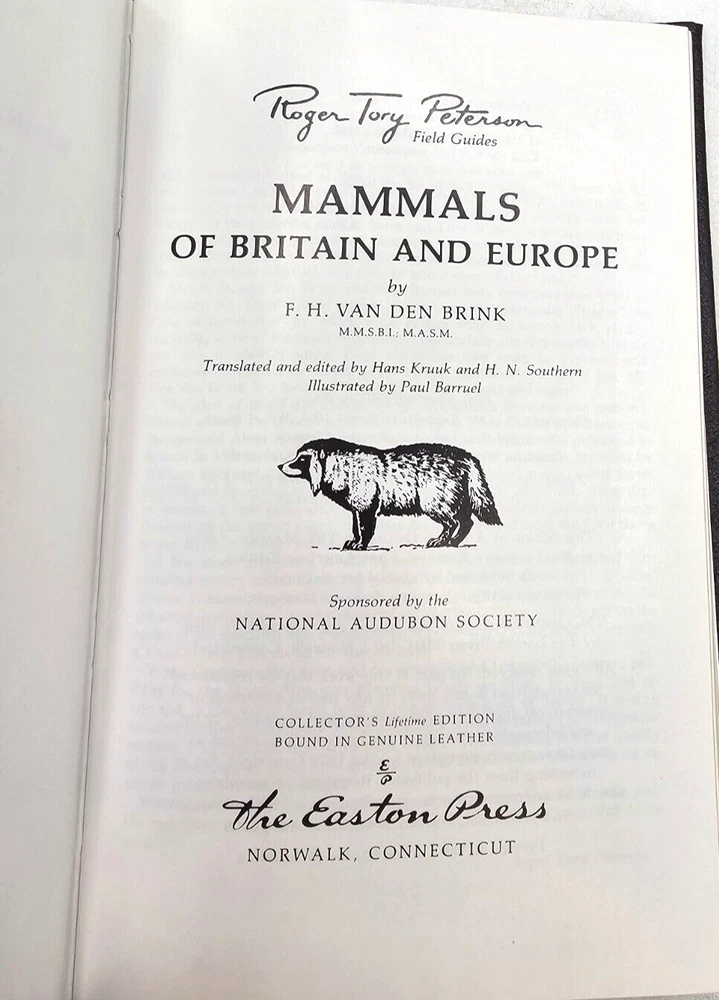 Roger Tory Peterson
Field Guides
MAMMALS
OF BRITAIN AND EUROPE
by
F. H. VAN DEN BRINK
M.M.S.B.I.; M.A.S.M.
Translated and edited by Hans Kruuk and H. N. Southern
Illustrated by Paul Barruel
Sponsored by the
NATIONAL AUDUBON SOCIETY
COLLECTOR'S Lifetime EDITION
BOUND IN GENUINE LEATHER
E
P
The Easton Press
NORWALK, CONNECTICUT